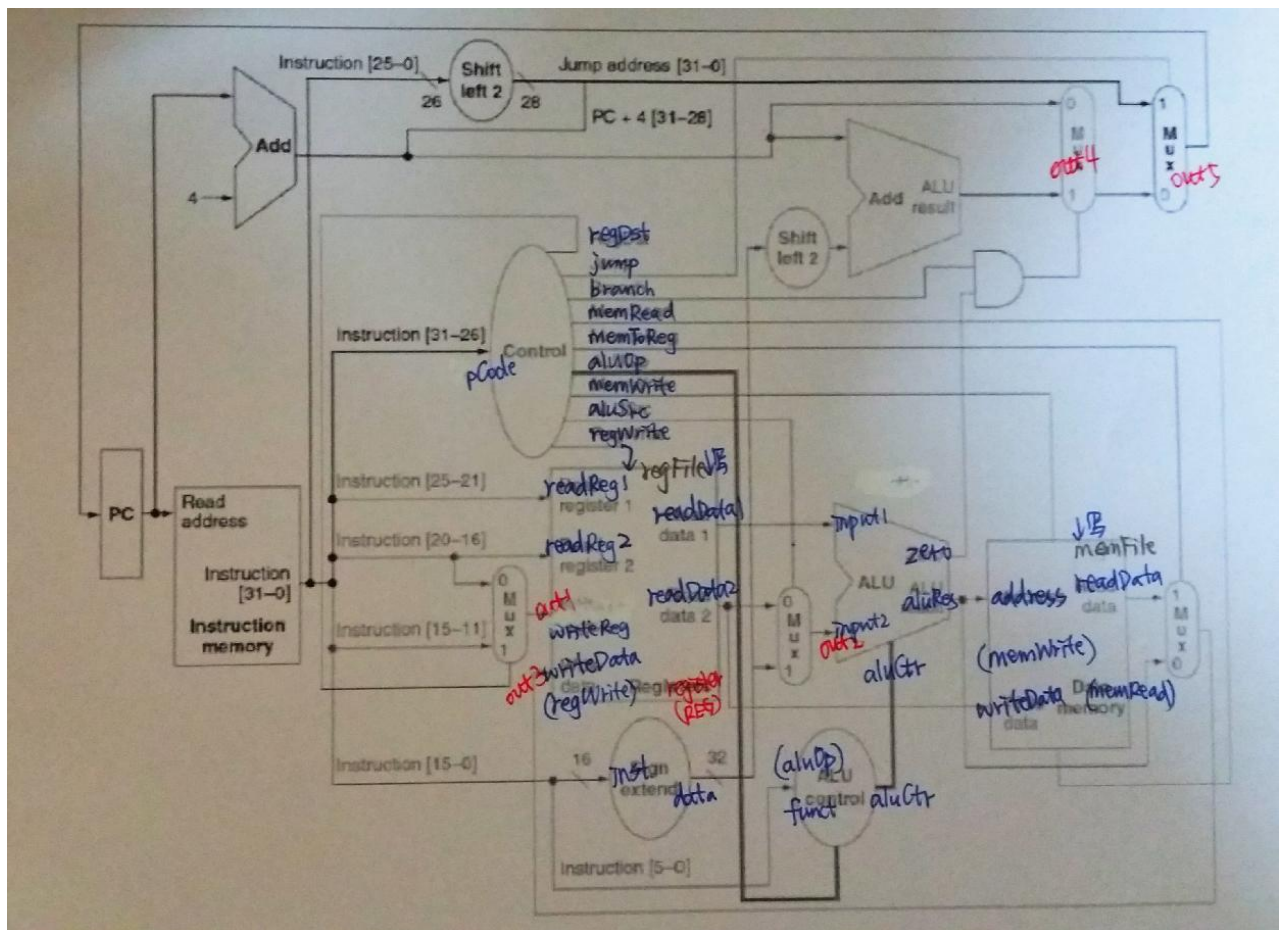 Instruction [25–0]
Shift
left 2
Jump address [31–0]
26
28
PC + 4 [31–28]
Add
4
0
M
u
x
1
out4
1
M
u
x
0
out5
Add
ALU
result
Shift
left 2
regDst
jump
branch
memRead
memToReg
aluOp
memWrite
aluSrc
regWrite
Instruction [31–26]
Control
pCode
PC
Read
address
Instruction
[31–0]
Instruction
memory
Instruction [25–21]
readReg1
register 1
regFile
写
readData1
data 1
Instruction [20–16]
readReg2
register 2
0
M
u
x
1
out1
Instruction [15–11]
writeReg
out3 writeData
data
(regWrite)
register
(REG)
readData2
data 2
0
M
u
x
1
input1
zero
ALU
aluRes
input2
out2
aluCtr
写
memFile
address
readData
data
(memWrite)
writeData
data
(memRead)
memory
1
M
u
x
0
Instruction [15–0]
16
inst
extend
data
32
(aluOp)
ALU
control
funct
aluCtr
Instruction [5–0]